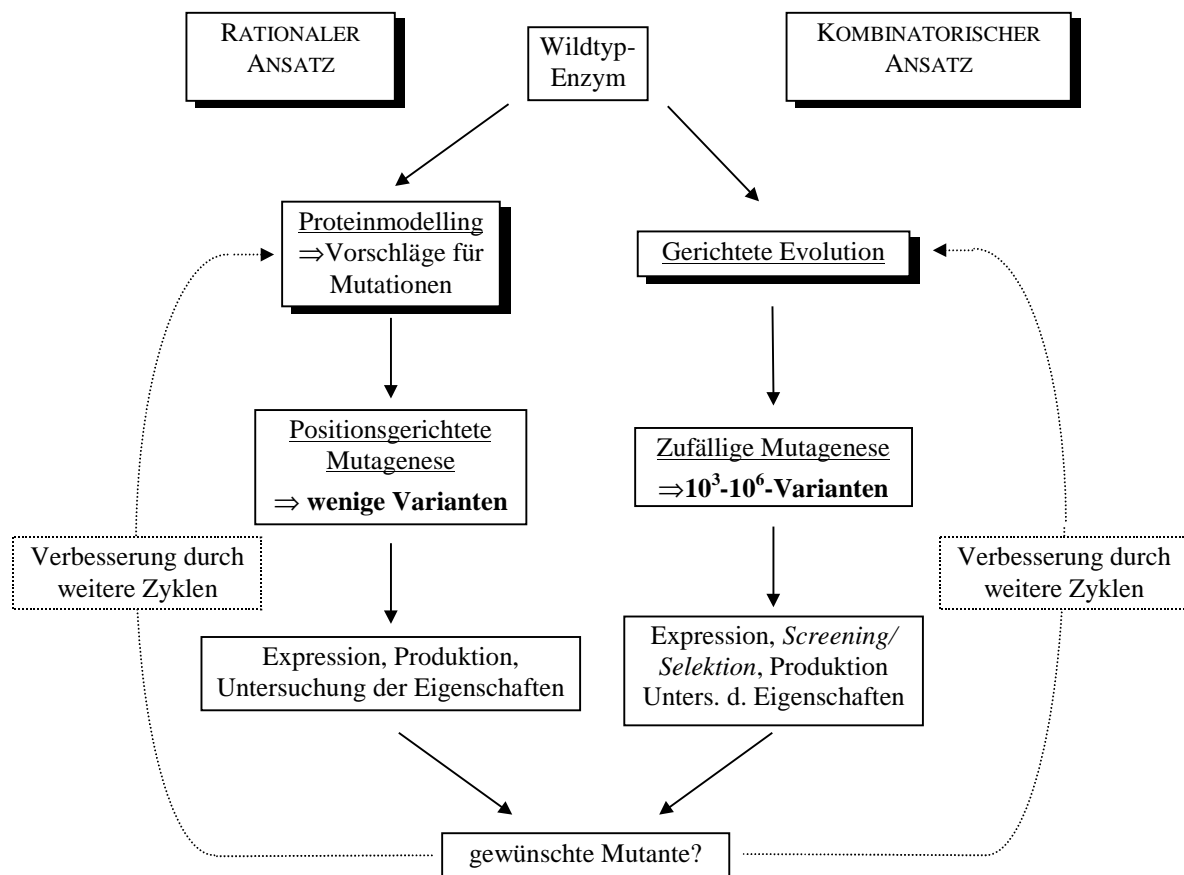 RATIONALER
ANSATZ
Wildtyp-
Enzym
KOMBINATORISCHER
ANSATZ
Proteinmodelling
⇒Vorschläge für
Mutationen
Gerichtete Evolution
Positionsgerichtete
Mutagenese
⇒ wenige Varianten
Zufällige Mutagenese
⇒10³-10⁶-Varianten
Verbesserung durch
weitere Zyklen
Verbesserung durch
weitere Zyklen
Expression, Produktion,
Untersuchung der Eigenschaften
Expression, Screening/
Selektion, Produktion
Unters. d. Eigenschaften
gewünschte Mutante?